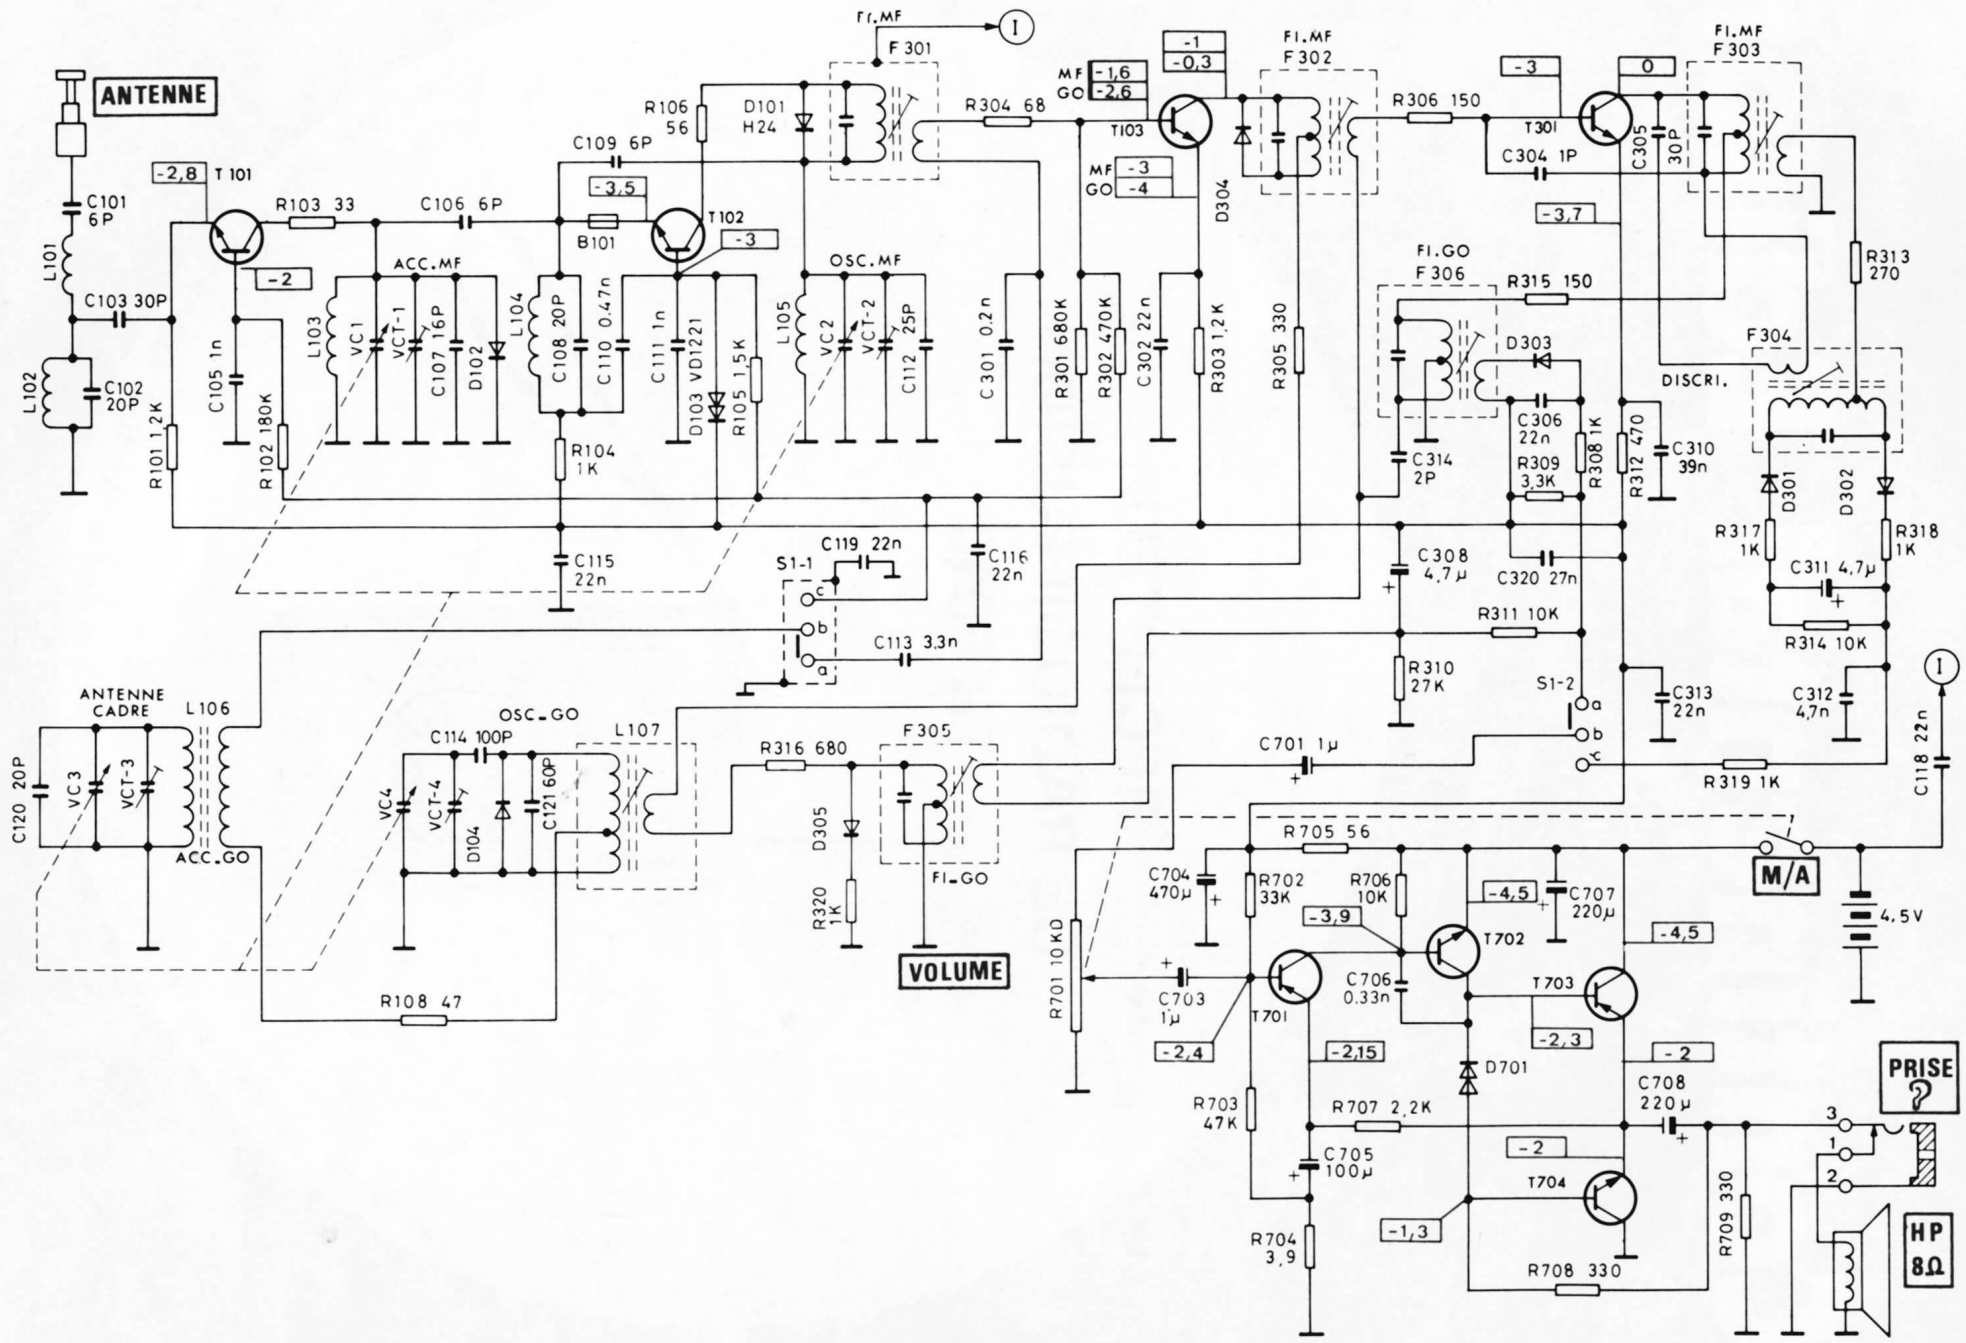 FI.MF
F301
I
ANTENNE
C101
6P
L101
C103 30P
L102
C102
20P
-2,8
T 101
R103 33
-2
C105 1n
R101 1,2K
R102 180K
C106 6P
ACC.MF
L103
VC1
VCT-1
C107 16P
D102
C109 6P
-3,5
B101
R106
56
T102
-3
L104
C108 20P
C110 0.47n
C111 1n
D103 VD1221
R105 1,5K
R104
1K
C115
22n
D101
H24
OSC.MF
L105
VC2
VCT-2
C112 25P
R304 68
MF -1,6
GO -2,6
-1
-0,3
T103
MF -3
GO -4
D304
C301 0.2n
R301 680K
R302 470K
C302 22n
R303 1,2K
R305 330
FI.MF
F302
R306 150
-3
0
T301
C304 1P
C305
30P
-3,7
FI.MF
F303
R313
270
FI.GO
F306
R315 150
D303
C306
22n
R309
3,3K
R308 1K
R312 470
C310
39n
C314
2P
F304
DISCRI.
D301
D302
R317
1K
R318
1K
C311 4,7µ
R314 10K
C312
4,7n
C313
22n
C308
4,7µ
C320 27n
R311 10K
R310
27K
S1-1
c
b
a
C119 22n
C116
22n
C113 3.3n
S1-2
a
b
c
R319 1K
I
C118 22n
ANTENNE
CADRE
L106
C120 20P
VC3
VCT-3
ACC_GO
R108 47
OSC_GO
C114 100P
VC4
VCT-4
D104
C121 60P
L107
R316 680
D305
R320
1K
F305
FI_GO
VOLUME
R701 10KD
C701 1µ
C703
1µ
C704
470µ
R705 56
R702
33K
R706
10K
-3,9
-4,5
T702
C706
0.33n
T701
-2,4
-2,15
R703
47K
R707 2,2K
C705
100µ
R704
3,9
C707
220µ
-4,5
T703
-2,3
D701
-2
C708
220µ
-2
T704
-1,3
R708 330
R709 330
M/A
4,5V
PRISE
?
3
1
2
HP
8Ω